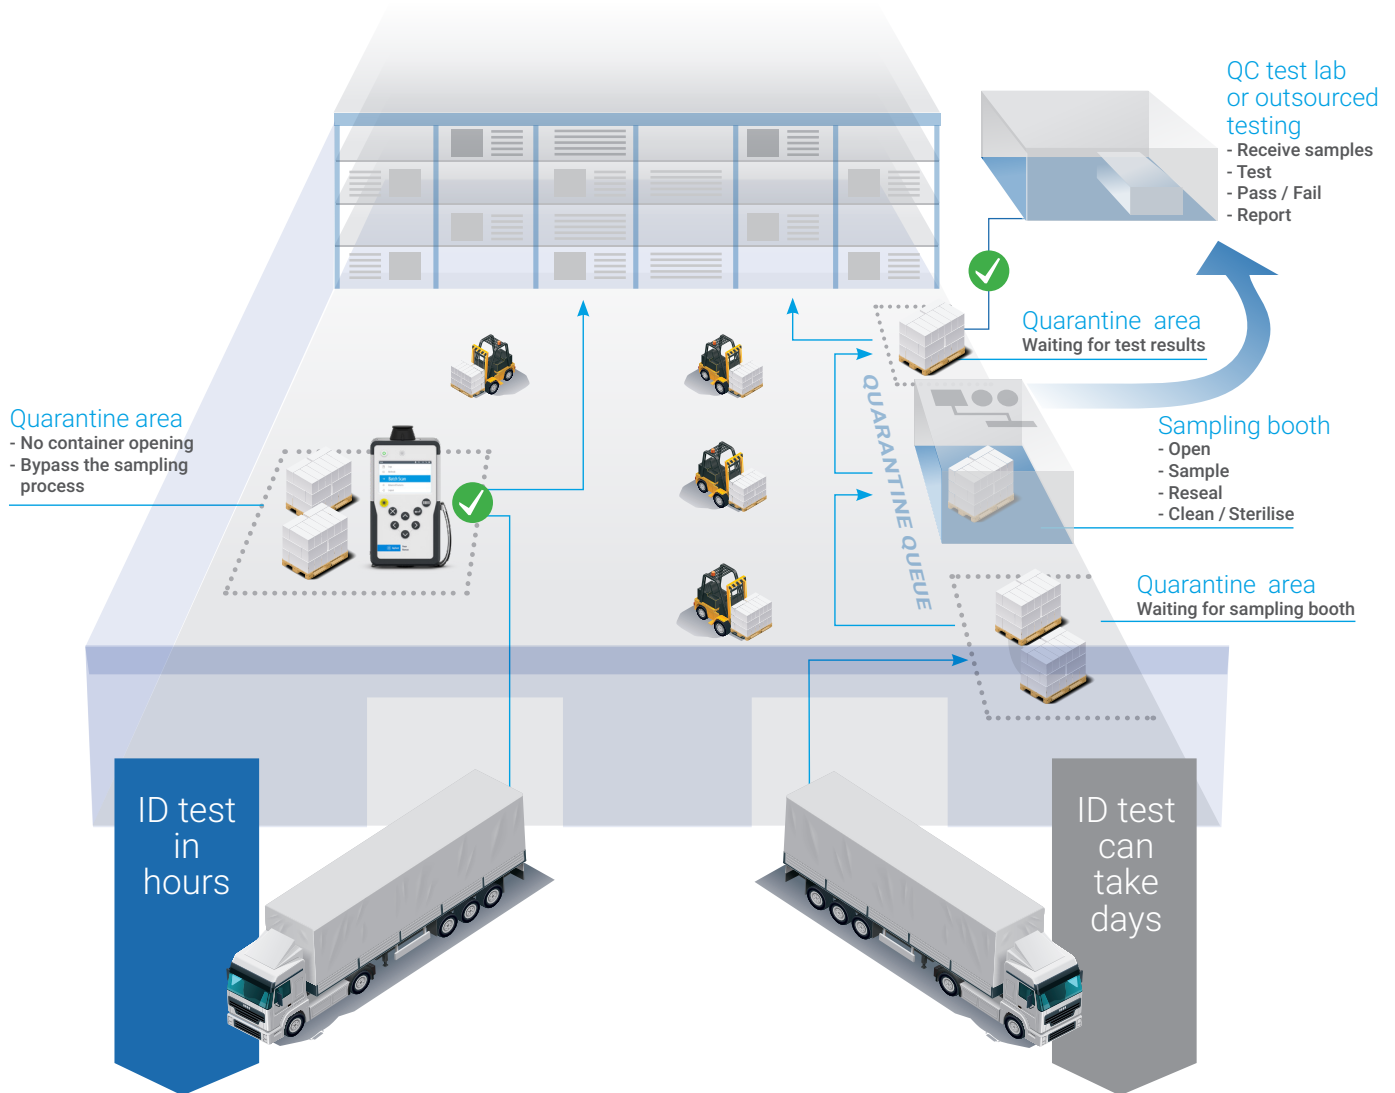 QC test lab
or outsourced
testing
- Receive samples
- Test
- Pass / Fail
- Report
Quarantine area
Waiting for test results
QUARANTINE QUEUE
Quarantine area
- No container opening
- Bypass the sampling
process
Batch Scan
Sampling booth
- Open
- Sample
- Reseal
- Clean / Sterilise
Quarantine area
Waiting for sampling booth
ID test
in
hours
ID test
can
take
days